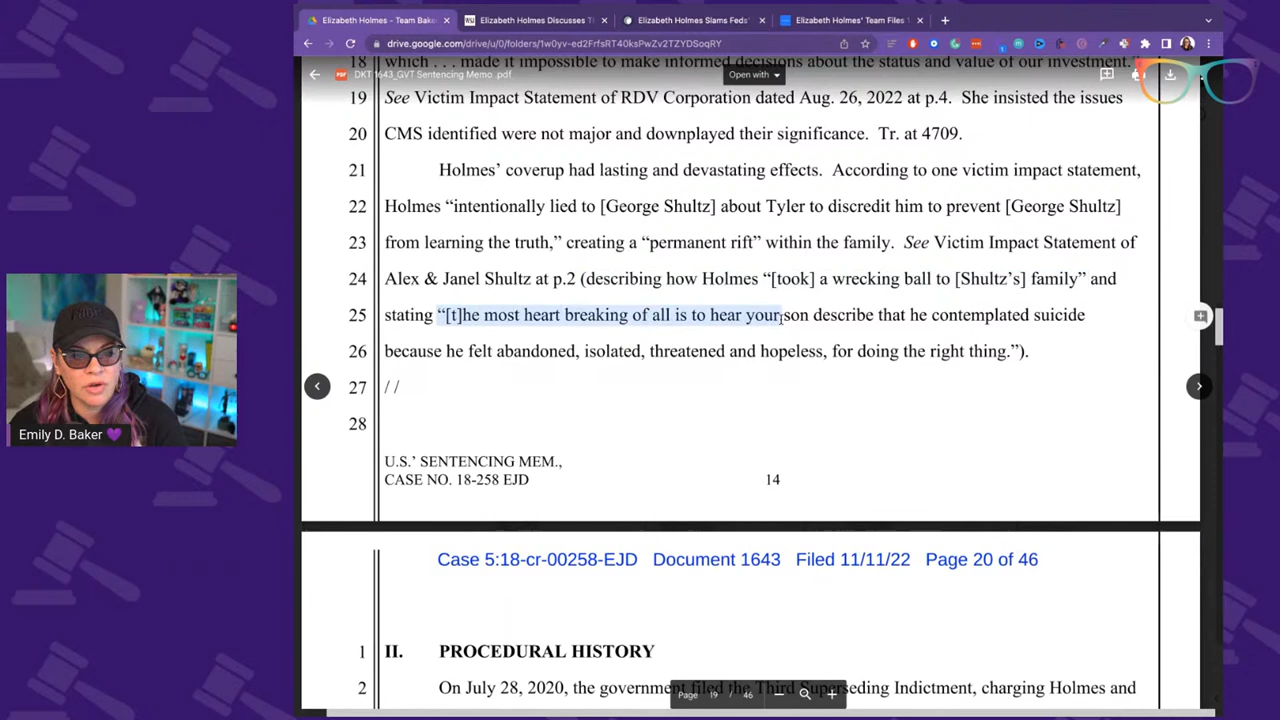 Elizabeth Holmes - Team Bake
Elizabeth Holmes Discusses T
Elizabeth Holmes Slams Feds'
Elizabeth Holmes' Team Files
drive.google.com/drive/u/0/folders/1w0yv-ed2FrfsRT40ksPwZv2TZYDSoqRY
18 which . . . made it impossible to make informed decisions about the status and value of our investment.
DKT 1643_GVT Sentencing Memo .pdf
Open with
19 See Victim Impact Statement of RDV Corporation dated Aug. 26, 2022 at p.4. She insisted the issues
20 CMS identified were not major and downplayed their significance. Tr. at 4709.
21 Holmes' coverup had lasting and devastating effects. According to one victim impact statement,
22 Holmes "intentionally lied to [George Shultz] about Tyler to discredit him to prevent [George Shultz]
23 from learning the truth," creating a "permanent rift" within the family. See Victim Impact Statement of
24 Alex & Janel Shultz at p.2 (describing how Holmes "[took] a wrecking ball to [Shultz's] family" and
25 stating "[t]he most heart breaking of all is to hear your son describe that he contemplated suicide
26 because he felt abandoned, isolated, threatened and hopeless, for doing the right thing.").
27 / /
28
U.S.' SENTENCING MEM.,
CASE NO. 18-258 EJD 14
Case 5:18-cr-00258-EJD Document 1643 Filed 11/11/22 Page 20 of 46
1 II. PROCEDURAL HISTORY
2 On July 28, 2020, the government filed the Third Superseding Indictment, charging Holmes and
Page 19 / 46
Emily D. Baker 💜